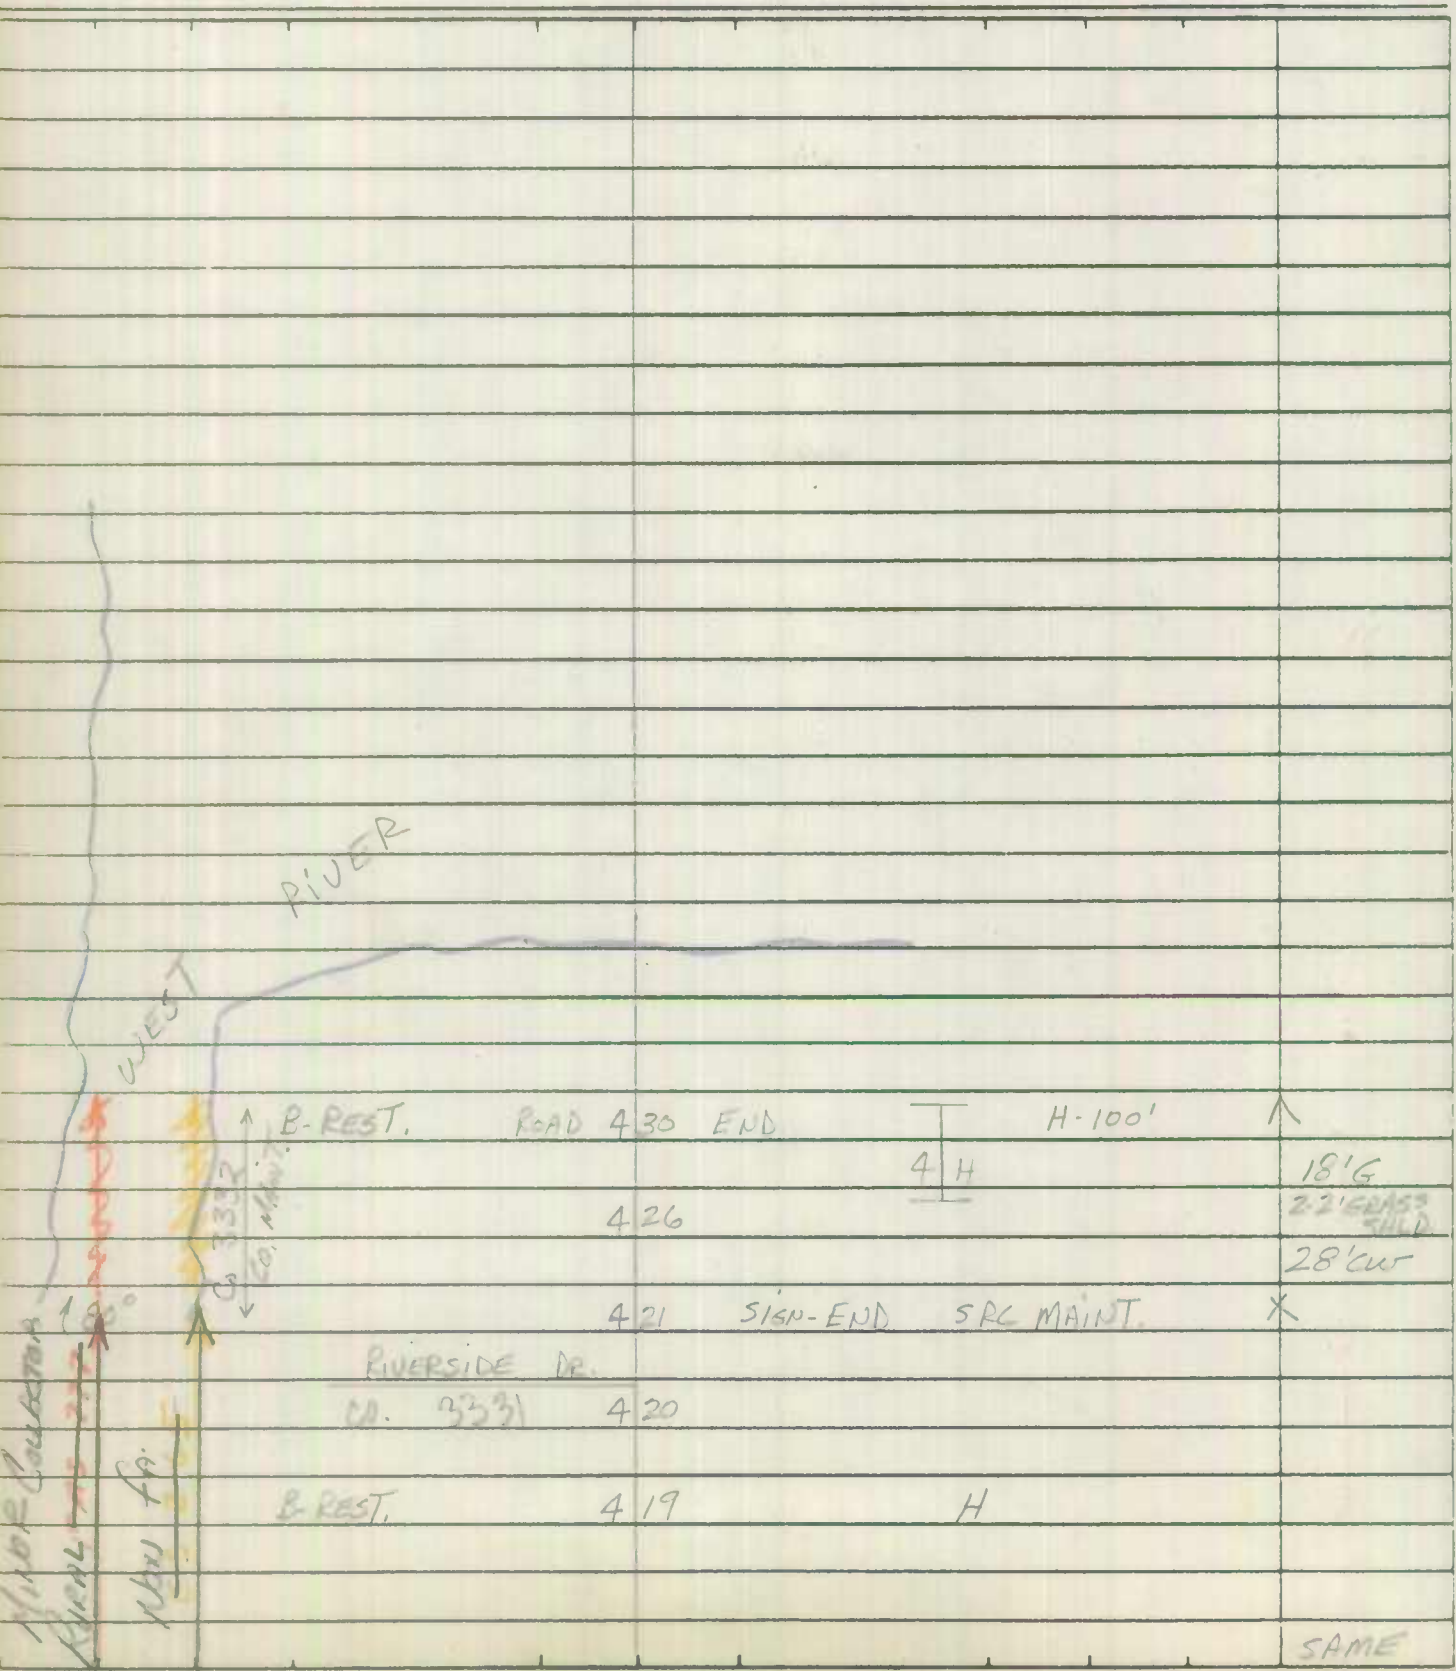 RIVER
WEST
B-REST. ROAD 4 30 END H-100'
4 H 18'G
4 26 2-2' GRASS SHLD.
28'CW
Co 3332
CO. MAINT.
4 21 SIGN-END SRC MAINT. X
RIVERSIDE DR.
CO. 3331 4 20
B-REST. 4 19 H
MINOR COLLECTOR
RURAL
NON FA.
SAME